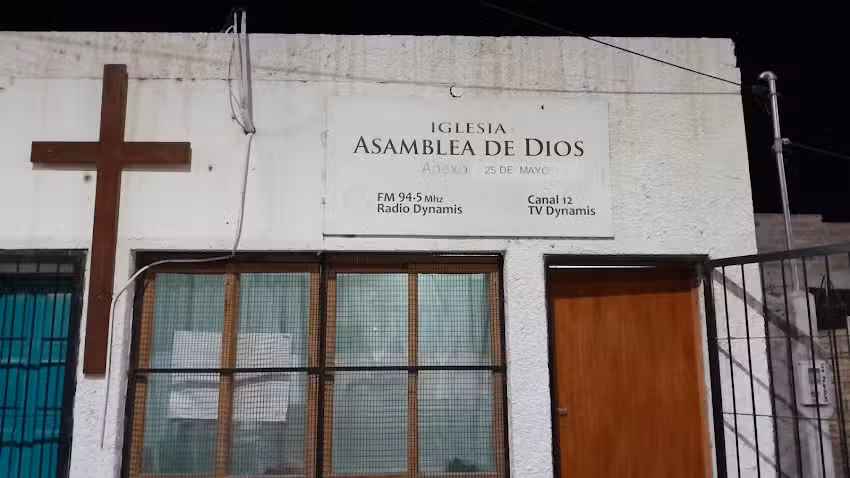 IGLESIA
ASAMBLEA DE DIOS
Anexo 25 DE MAYO
FM 94.5 Mhz
Radio Dynamis
Canal 12
TV Dynamis